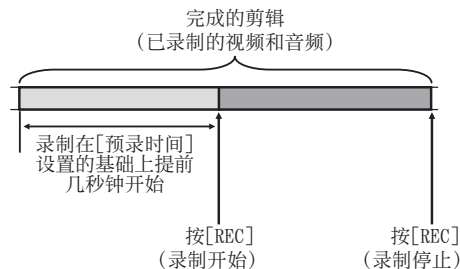 完成的剪辑
（已录制的视频和音频）
录制在[预录时间]
设置的基础上提前
几秒钟开始
按[REC]
（录制开始）
按[REC]
（录制停止）